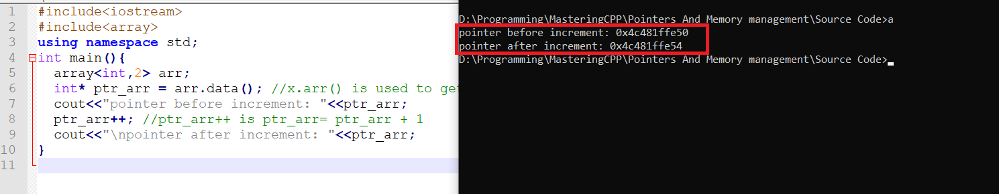 1 #include<iostream>
2 #include<array>
3 using namespace std;
4 int main(){
5 array<int,2> arr;
6 int* ptr_arr = arr.data(); //x.arr() is used to get
7 cout<<"pointer before increment: "<<ptr_arr;
8 ptr_arr++; //ptr_arr++ is ptr_arr= ptr_arr + 1
9 cout<<"\npointer after increment: "<<ptr_arr;
10 }
11
D:\Programming\MasteringCPP\Pointers And Memory management\Source Code>a
pointer before increment: 0x4c481ffe50
pointer after increment: 0x4c481ffe54
D:\Programming\MasteringCPP\Pointers And Memory management\Source Code>